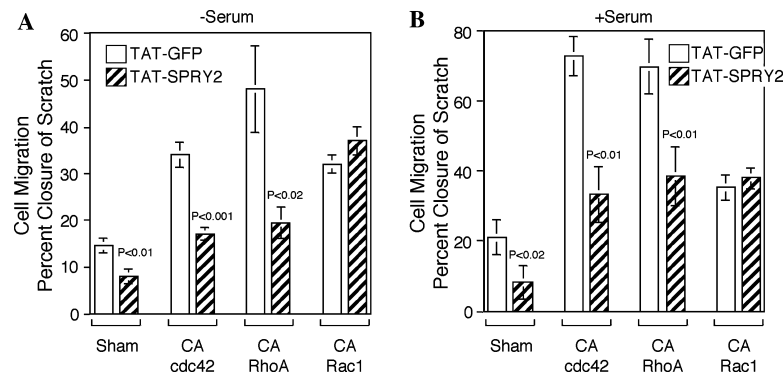 A
-Serum
60
50
40
30
20
10
0
Cell Migration
Percent Closure of Scratch
TAT-GFP
TAT-SPRY2
P<0.01
P<0.001
P<0.02
Sham
CA
cdc42
CA
RhoA
CA
Rac1
B
+Serum
80
60
40
20
0
Cell Migration
Percent Closure of Scratch
TAT-GFP
TAT-SPRY2
P<0.02
P<0.01
P<0.01
Sham
CA
cdc42
CA
RhoA
CA
Rac1